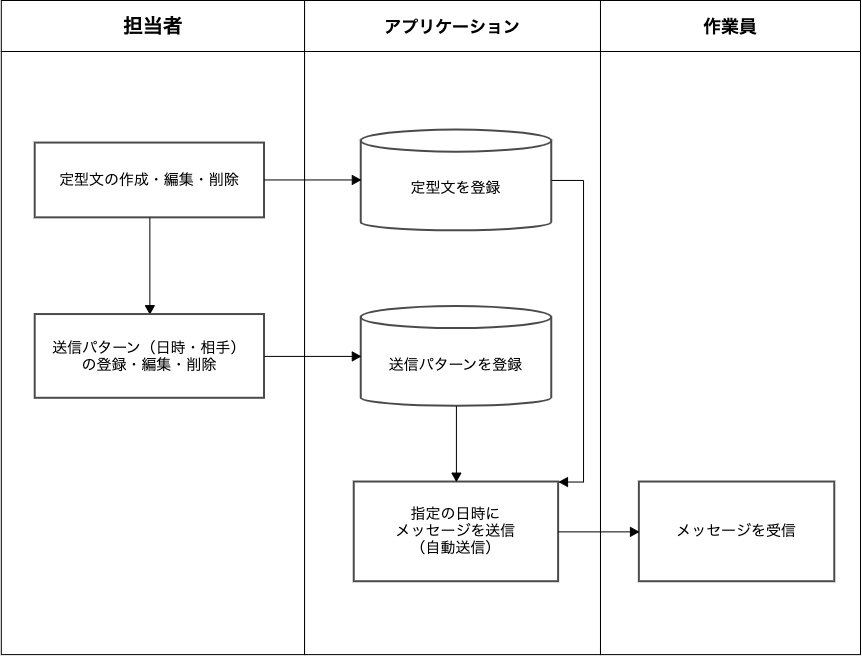 担当者
アプリケーション
作業員
定型文の作成・編集・削除
定型文を登録
送信パターン（日時・相手）
の登録・編集・削除
送信パターンを登録
指定の日時に
メッセージを送信
（自動送信）
メッセージを受信